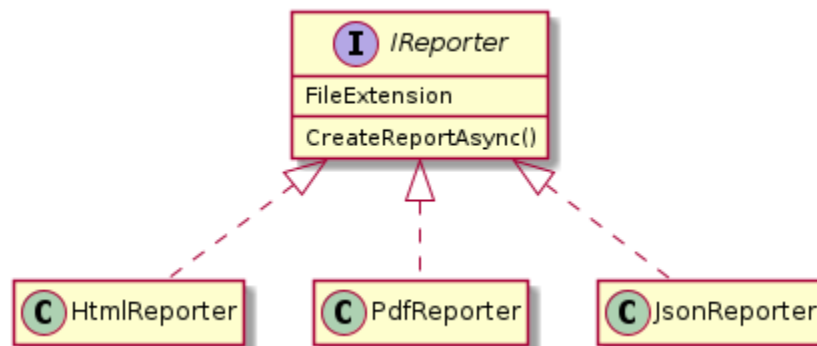 I IReporter
FileExtension
CreateReportAsync()
C HtmlReporter
C PdfReporter
C JsonReporter